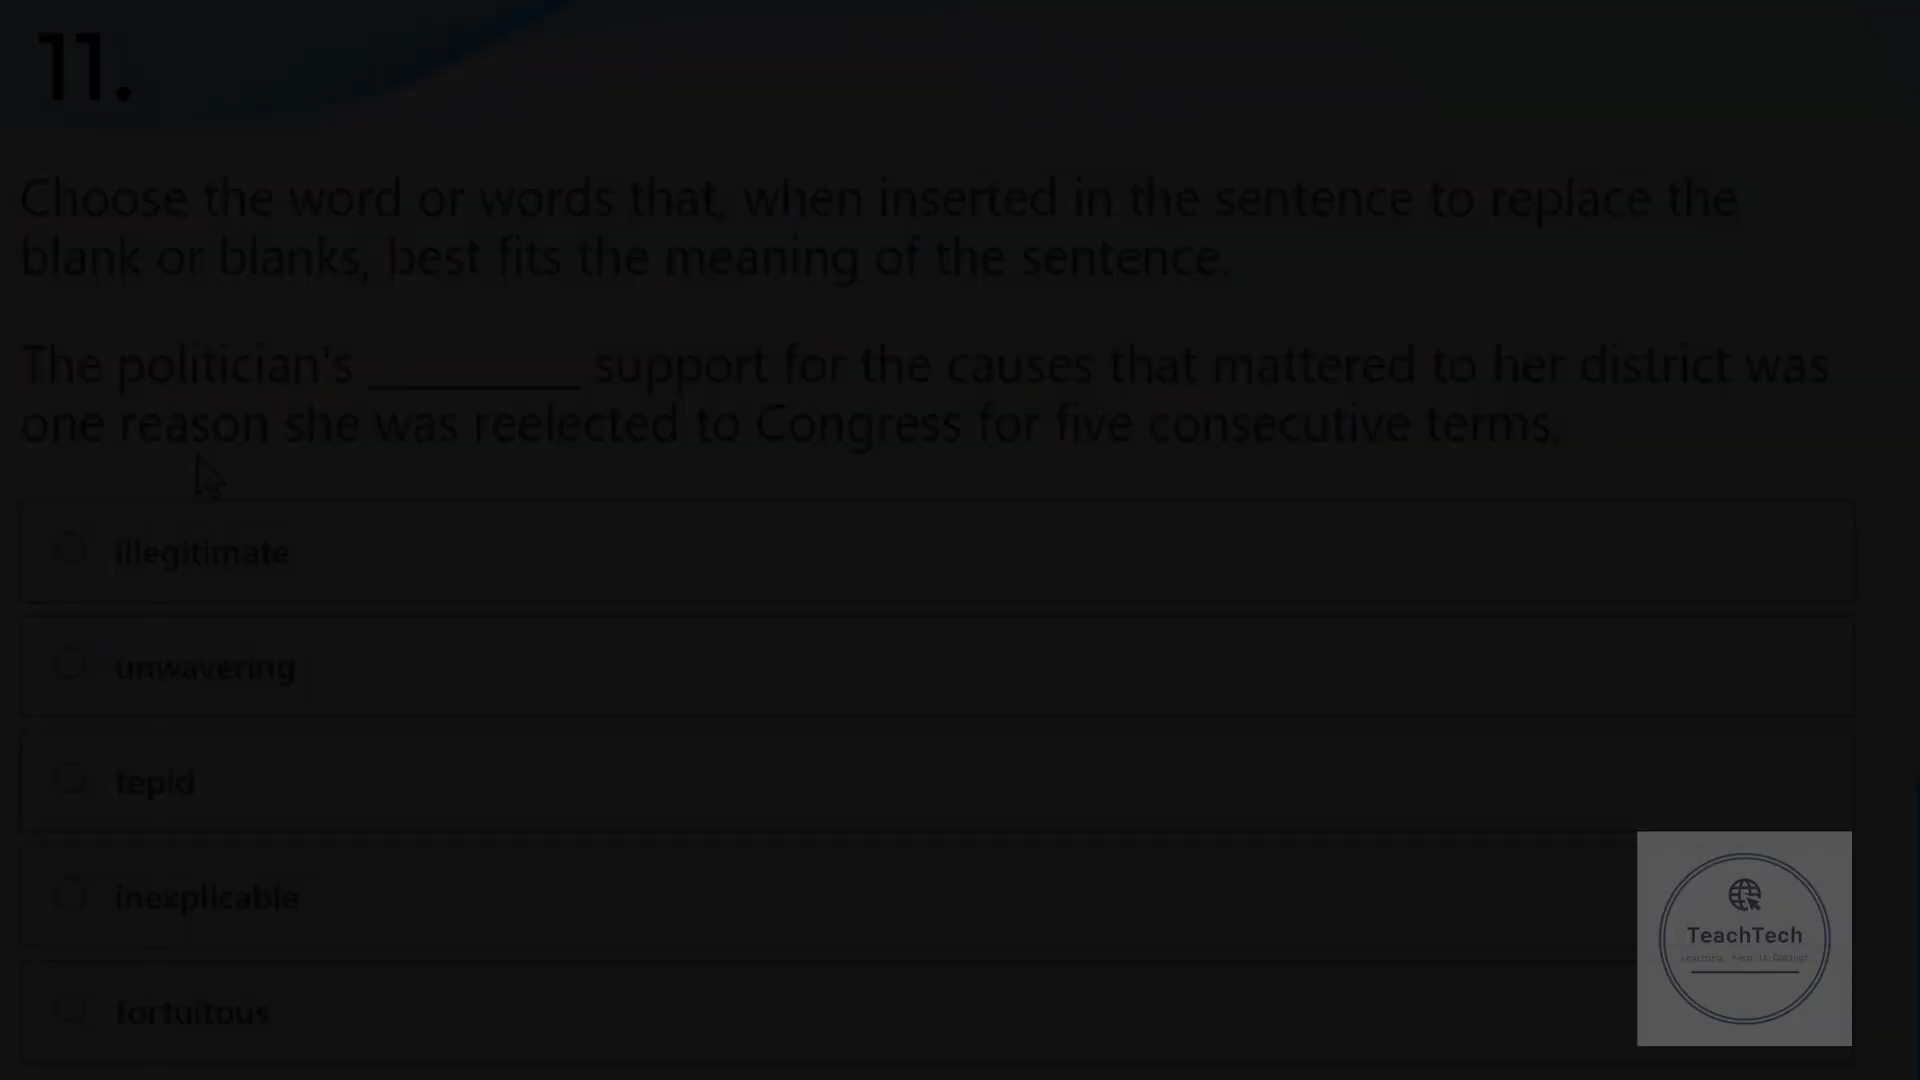 11.
Choose the word or words that, when inserted in the sentence to replace the
blank or blanks, best fits the meaning of the sentence.
The politician's ________ support for the causes that mattered to her district was
one reason she was reelected to Congress for five consecutive terms.
illegitimate
unwavering
tepid
inexplicable
fortuitous
TeachTech